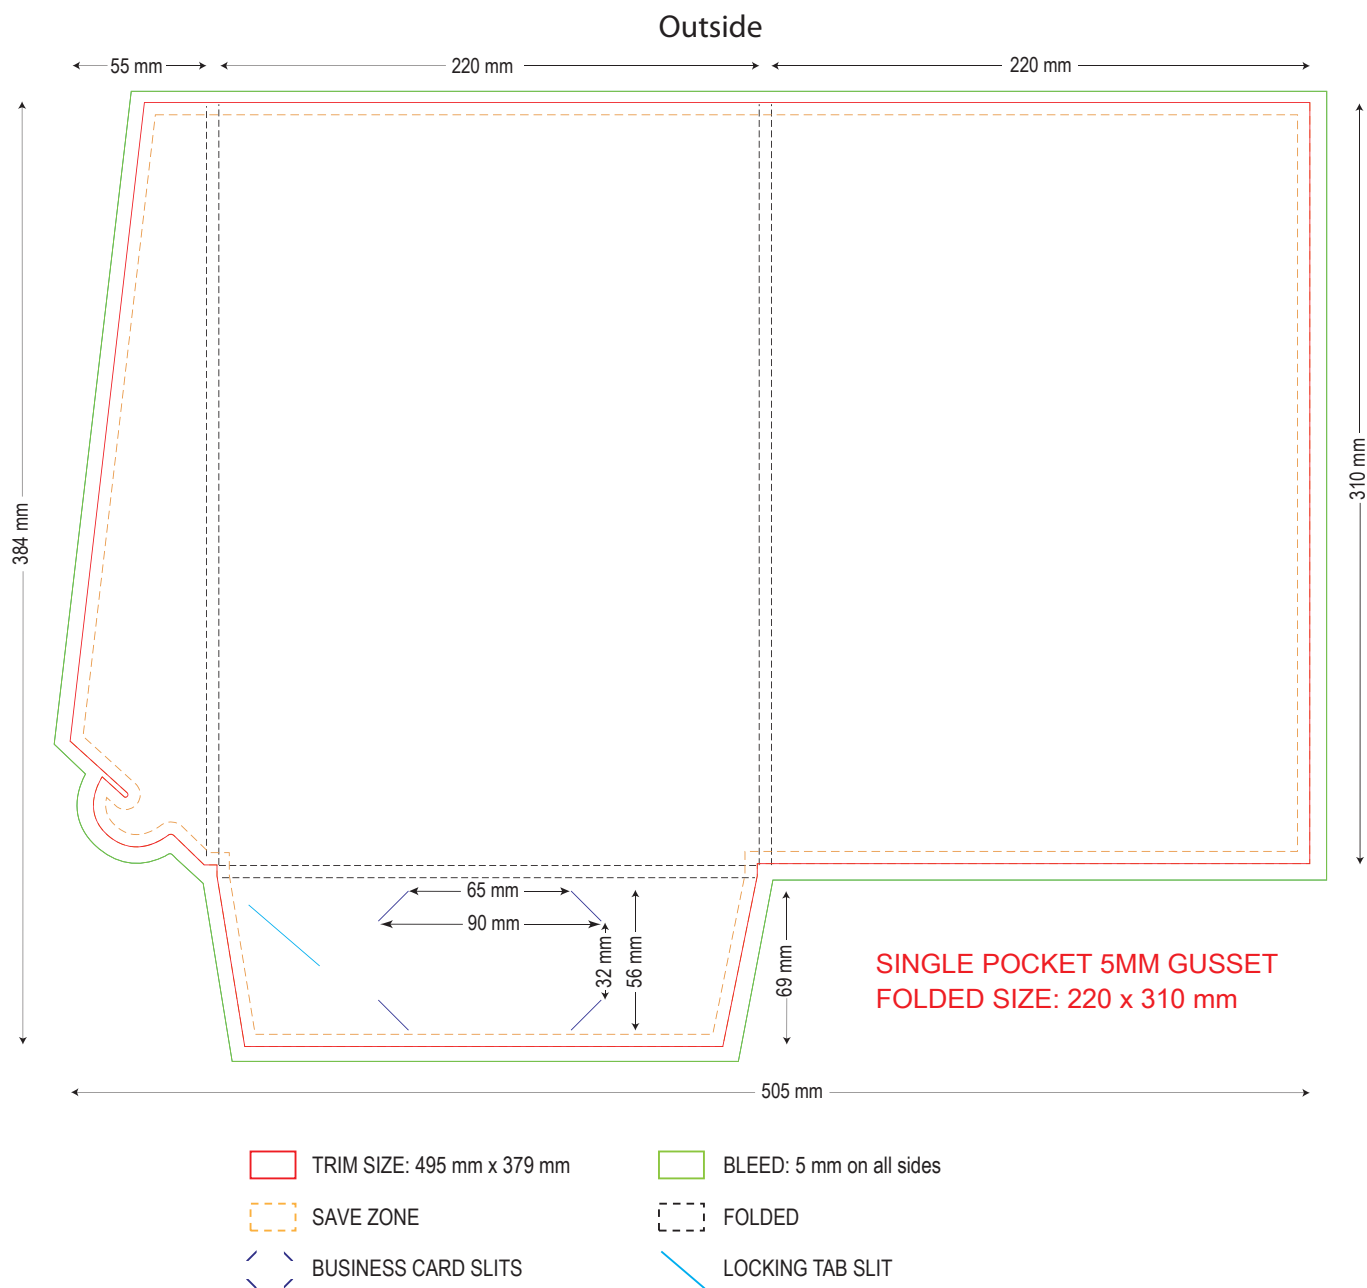 Outside
55 mm
220 mm
220 mm
384 mm
310 mm
65 mm
90 mm
32 mm
56 mm
69 mm
SINGLE POCKET 5MM GUSSET
FOLDED SIZE: 220 x 310 mm
505 mm
TRIM SIZE: 495 mm x 379 mm
BLEED: 5 mm on all sides
SAVE ZONE
FOLDED
BUSINESS CARD SLITS
LOCKING TAB SLIT